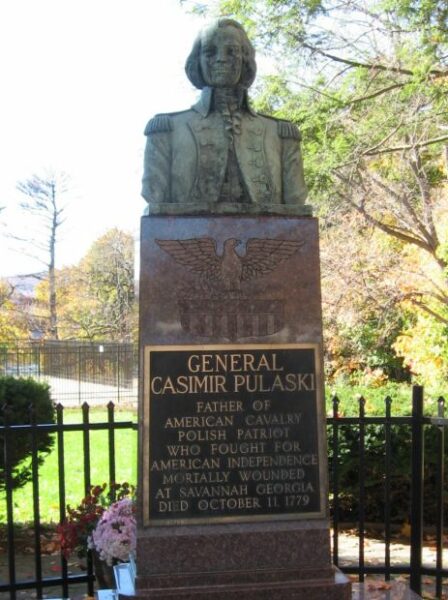 GENERAL
CASIMIR PULASKI
FATHER OF
AMERICAN CAVALRY
POLISH PATRIOT
WHO FOUGHT FOR
AMERICAN INDEPENDENCE
MORTALLY WOUNDED
AT SAVANNAH GEORGIA
DIED OCTOBER 11, 1779